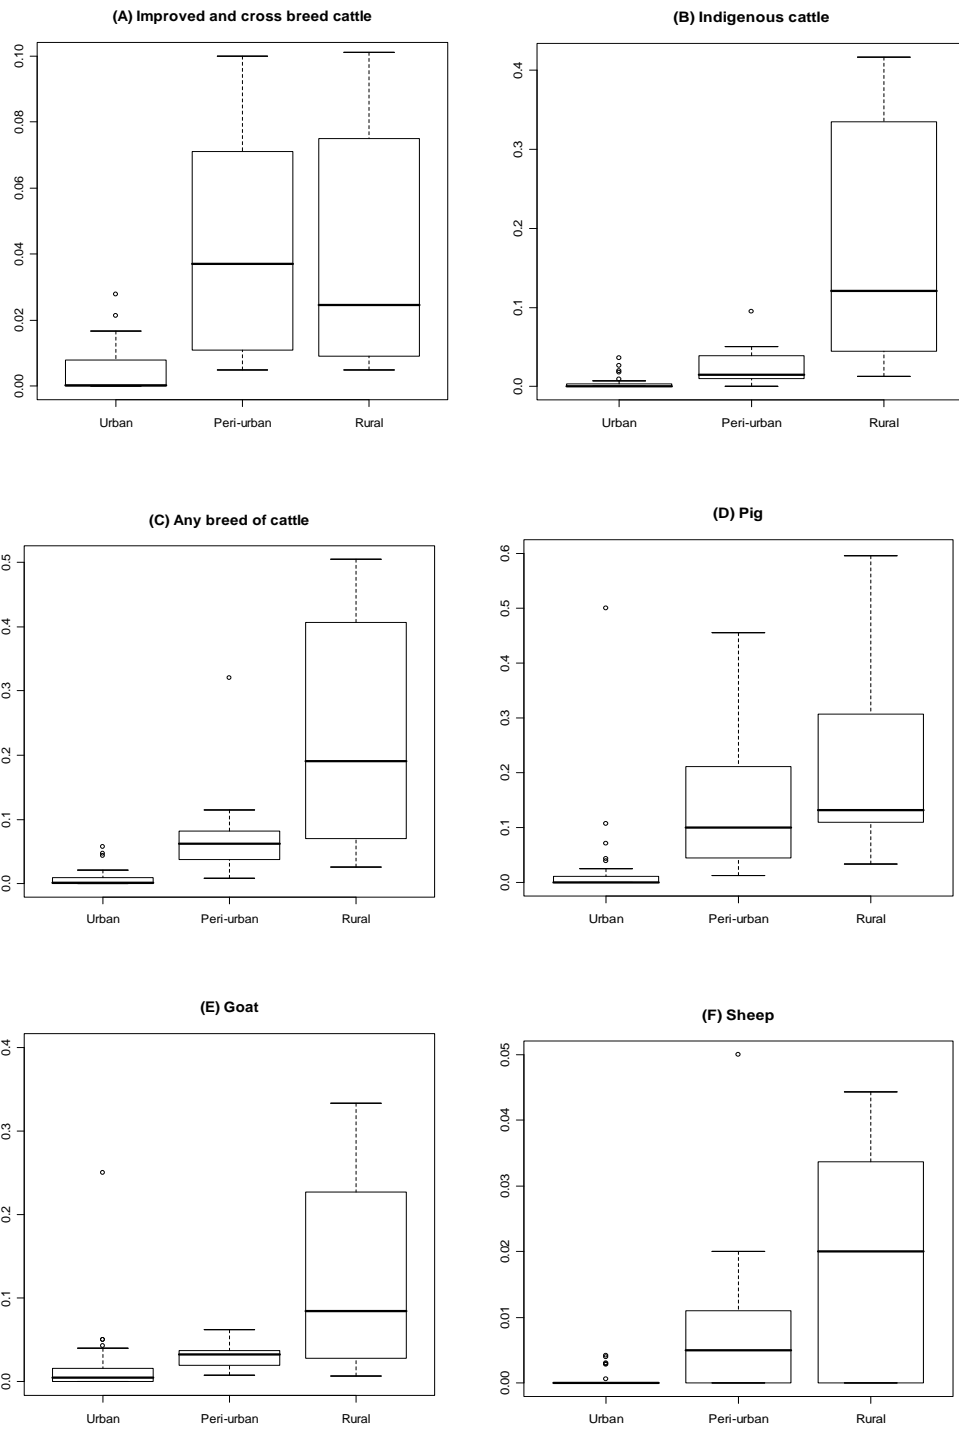 (A) Improved and cross breed cattle
0.10
0.08
0.06
0.04
0.02
0.00
Urban Peri-urban Rural
(B) Indigenous cattle
0.4
0.3
0.2
0.1
0.0
Urban Peri-urban Rural
(C) Any breed of cattle
0.5
0.4
0.3
0.2
0.1
0.0
Urban Peri-urban Rural
(D) Pig
0.6
0.5
0.4
0.3
0.2
0.1
0.0
Urban Peri-urban Rural
(E) Goat
0.4
0.3
0.2
0.1
0.0
Urban Peri-urban Rural
(F) Sheep
0.05
0.04
0.03
0.02
0.01
0.00
Urban Peri-urban Rural